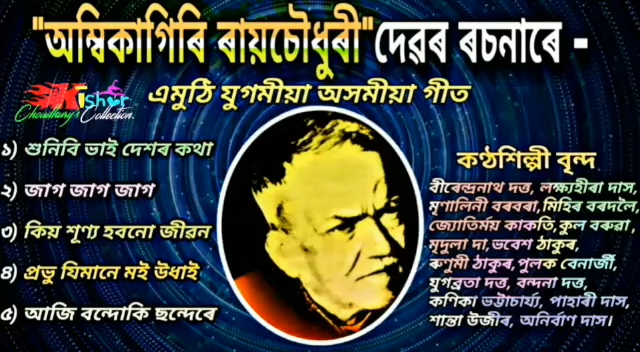 "অম্বিকাগিৰি ৰায়চৌধুৰী"দেৱৰ ৰচনাৰে -
Kishor
Choudhury's Collection.
এমুঠি যুগমীয়া অসমীয়া গীত
১) শুনিবি ভাই দেশৰ কথা
২) জাগ জাগ জাগ
৩) কিয় শূণ্য হবনো জীৱন
৪) প্ৰভু যিমানে মই উধাই
৫) আজি বন্দোকি ছন্দেৰে
কণ্ঠশিল্পী বৃন্দ
বীৰেন্দ্ৰনাথ দত্ত, লক্ষ্যহীৰা দাস,
মৃণালিনী বৰবৰা,মিহিৰ বৰদলৈ,
জ্যোতিৰ্ময় কাকতি,কুল বৰুৱা,
মৃদুলা দা,ভবেশ ঠাকুৰ,
ৰুণুমী ঠাকুৰ,পুলক বেনাৰ্জী,
যুগব্ৰতা দত্ত, বন্দনা দত্ত,
কণিকা ভট্টাচাৰ্য্য, পাহাৰী দাস,
শান্তা উজীৰ, অনিৰ্বাণ দাস।